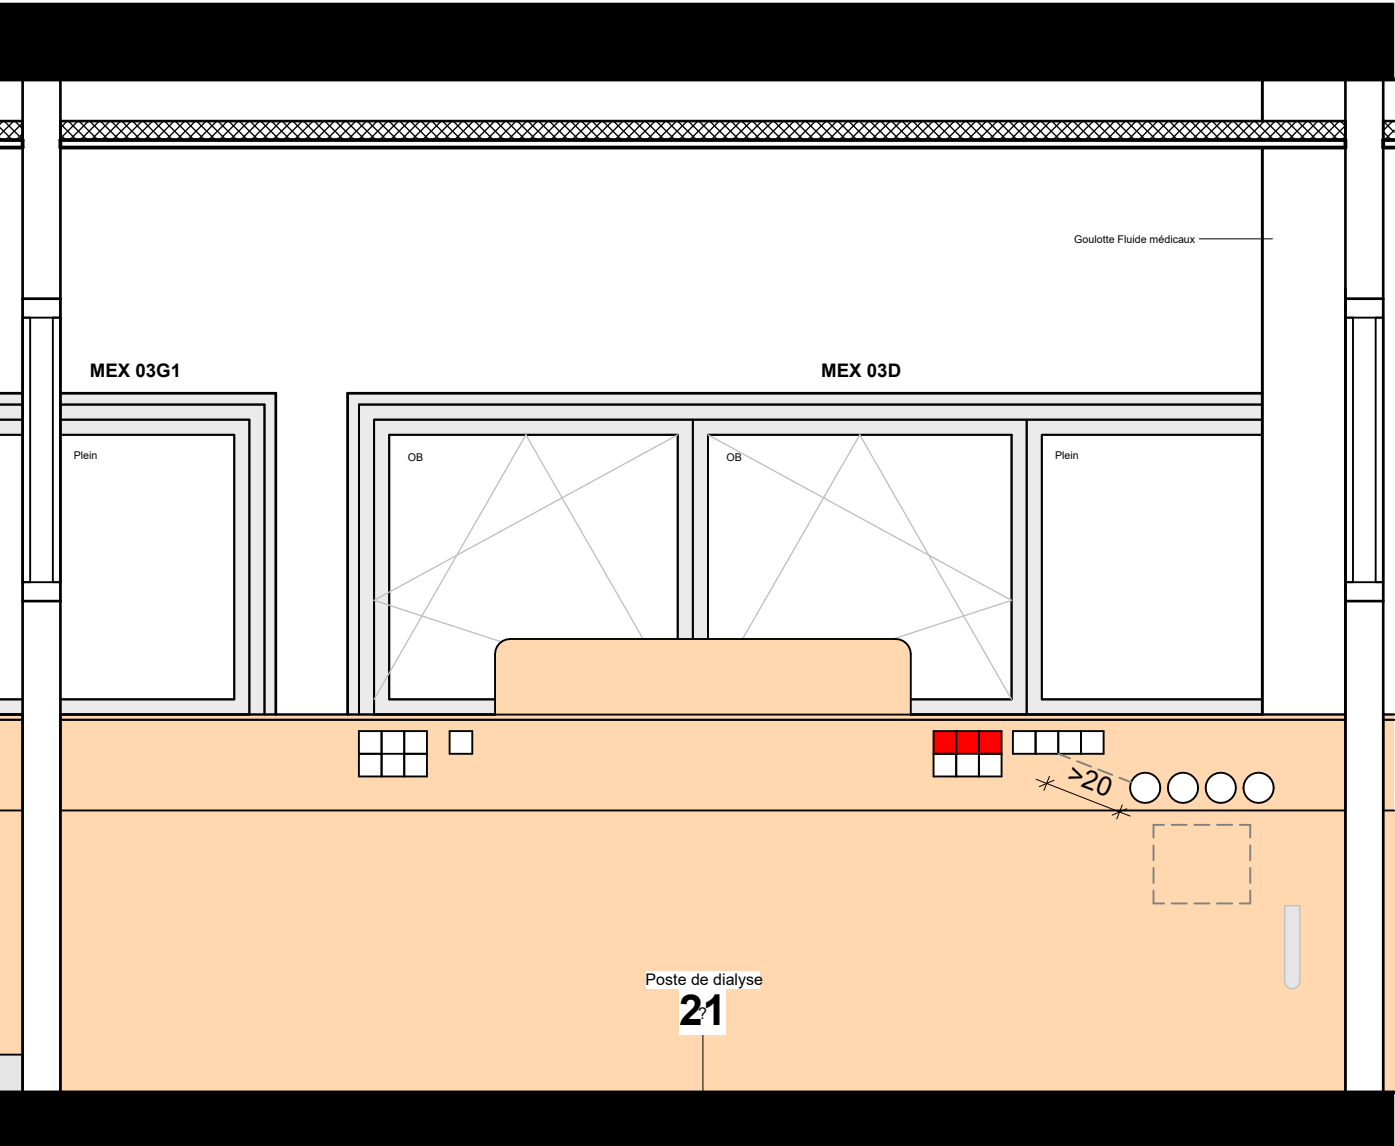 Goulotte Fluide médicaux
MEX 03G1
MEX 03D
Plein
OB
OB
Plein
>20
Poste de dialyse
21
?